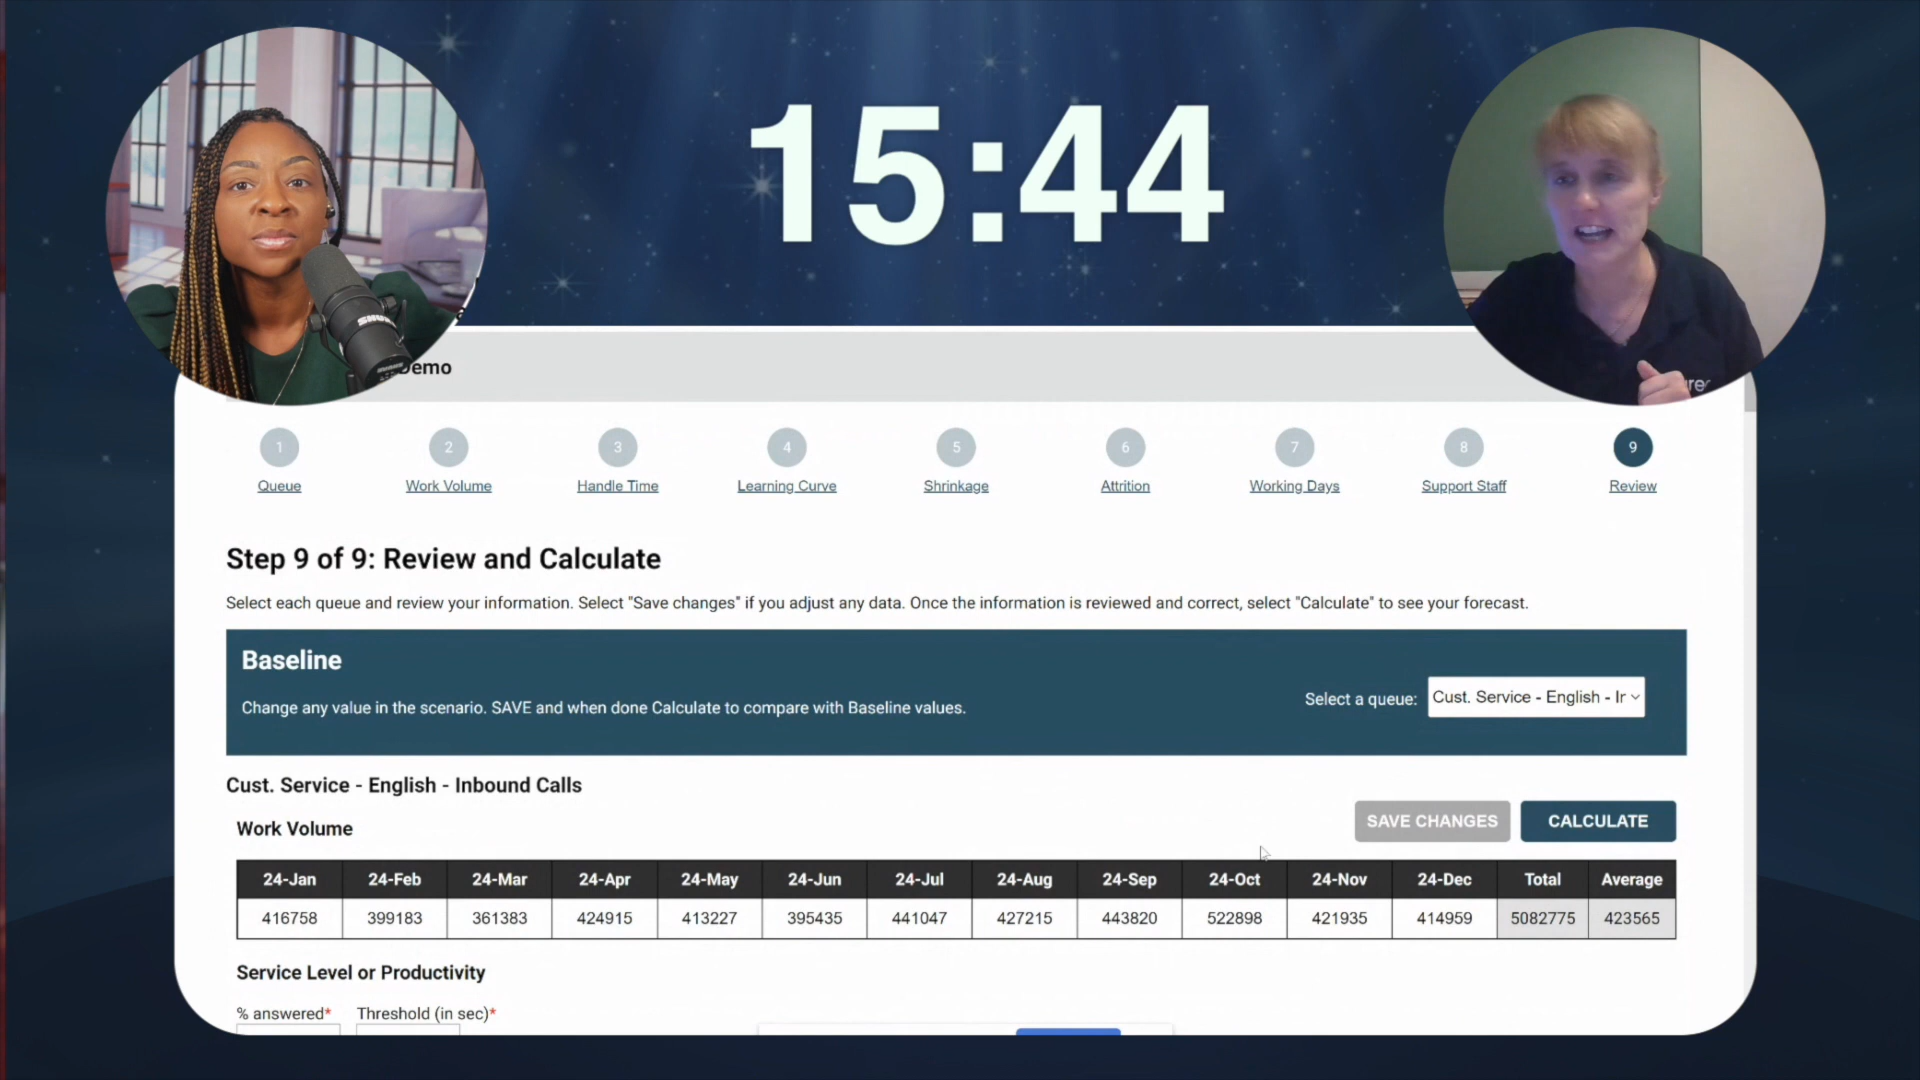 15:44
Demo
1 2 3 4 5 6 7 8 9
Queue Work Volume Handle Time Learning Curve Shrinkage Attrition Working Days Support Staff Review
Step 9 of 9: Review and Calculate
Select each queue and review your information. Select "Save changes" if you adjust any data. Once the information is reviewed and correct, select "Calculate" to see your forecast.
Baseline
Change any value in the scenario. SAVE and when done Calculate to compare with Baseline values.
Select a queue: Cust. Service - English - Ir
Cust. Service - English - Inbound Calls
SAVE CHANGES CALCULATE
Work Volume
24-Jan 24-Feb 24-Mar 24-Apr 24-May 24-Jun 24-Jul 24-Aug 24-Sep 24-Oct 24-Nov 24-Dec Total Average
416758 399183 361383 424915 413227 395435 441047 427215 443820 522898 421935 414959 5082775 423565
Service Level or Productivity
% answered* Threshold (in sec)*